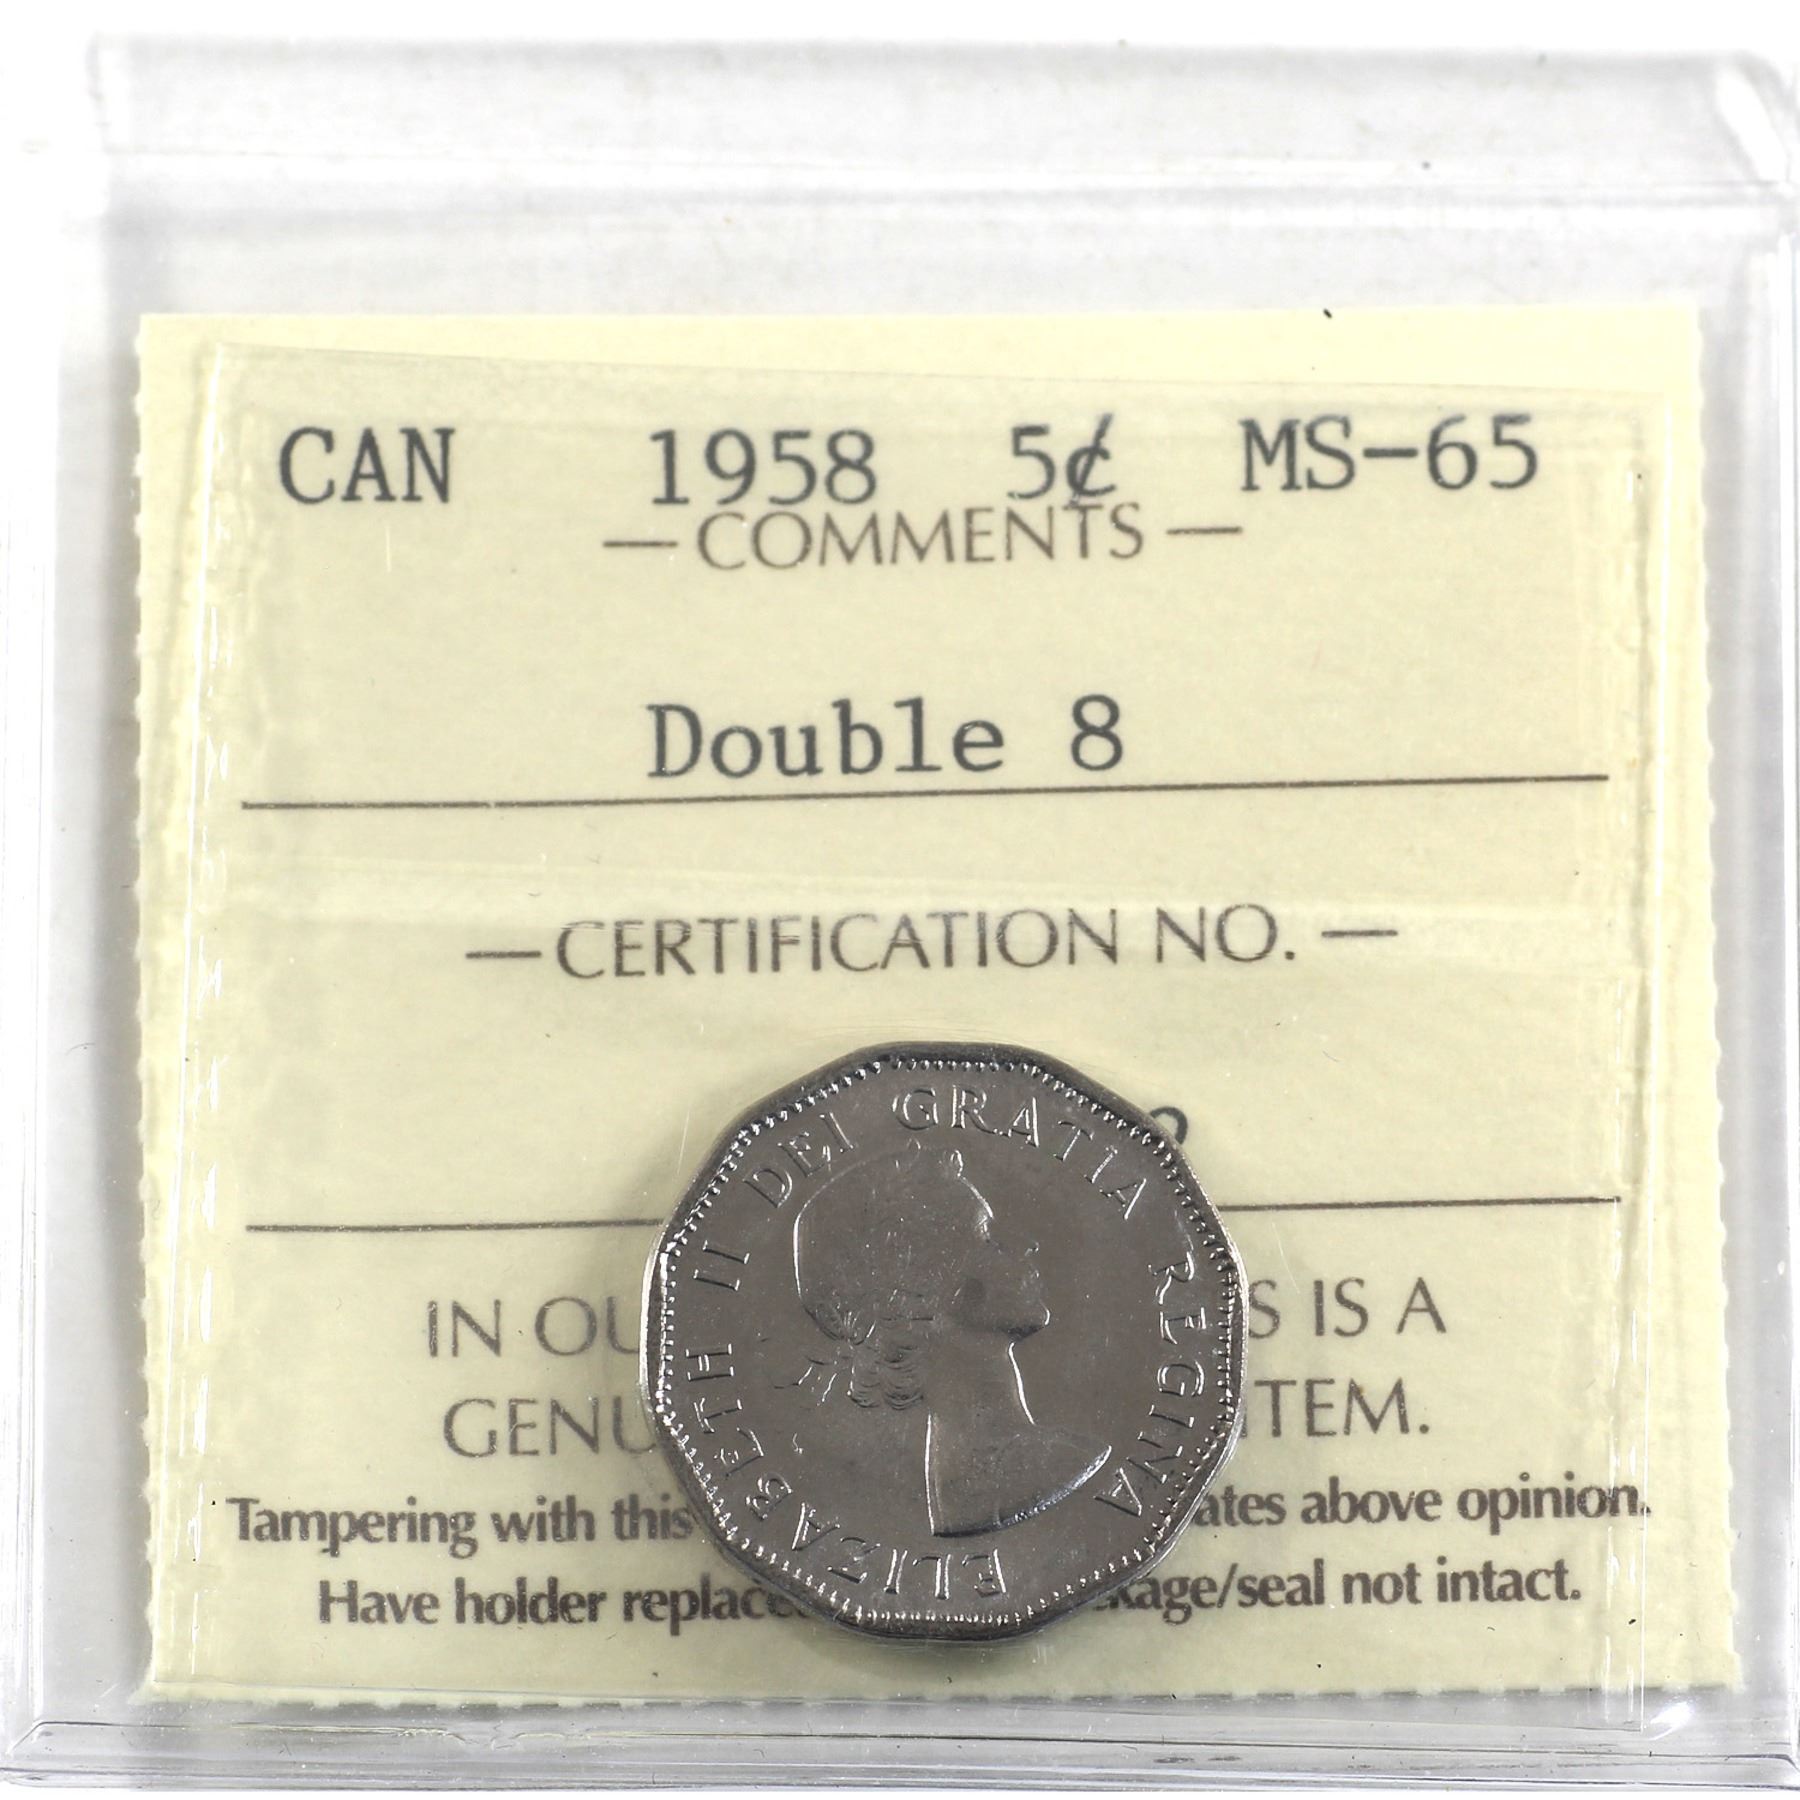 CAN 1958 5¢ MS-65
— COMMENTS —
Double 8
— CERTIFICATION NO. —
IN OU S IS A
GENU ITEM.
Tampering with this ates above opinion.
Have holder replace kage/seal not intact.
ELIZABETH II DEI GRATIA REGINA